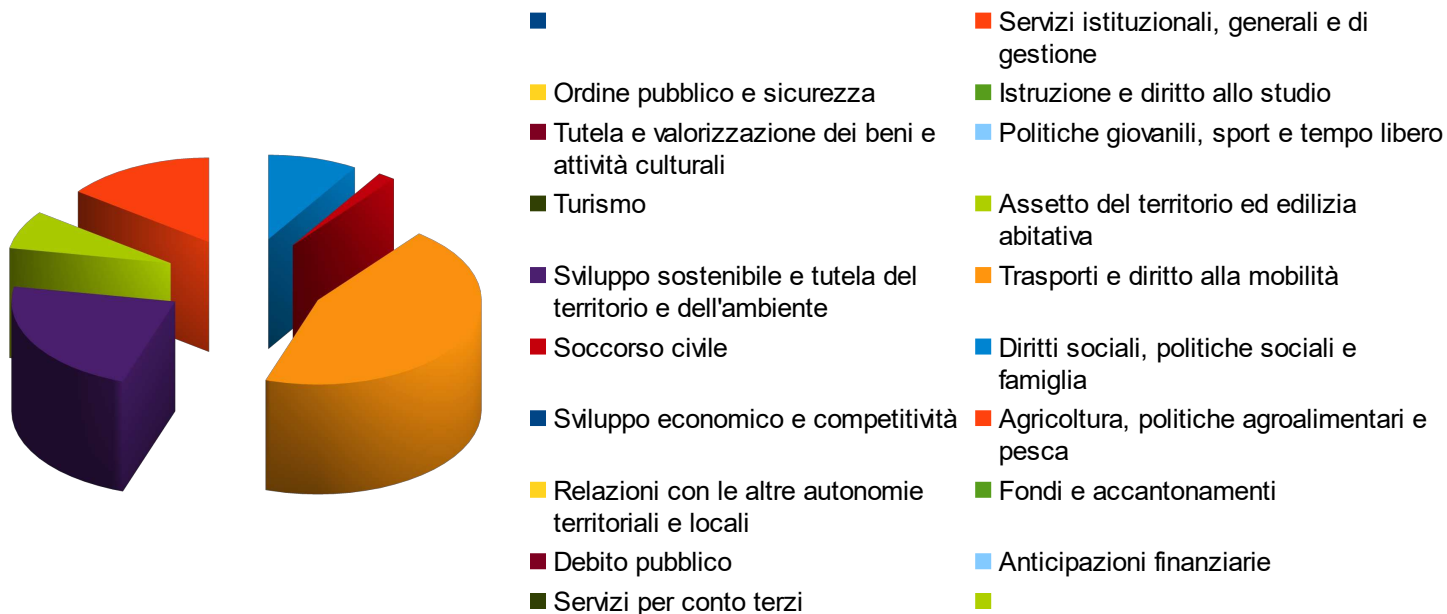 Servizi istituzionali, generali e di
gestione
Ordine pubblico e sicurezza
Istruzione e diritto allo studio
Tutela e valorizzazione dei beni e
attività culturali
Politiche giovanili, sport e tempo libero
Turismo
Assetto del territorio ed edilizia
abitativa
Sviluppo sostenibile e tutela del
territorio e dell'ambiente
Trasporti e diritto alla mobilità
Soccorso civile
Diritti sociali, politiche sociali e
famiglia
Sviluppo economico e competitività
Agricoltura, politiche agroalimentari e
pesca
Relazioni con le altre autonomie
territoriali e locali
Fondi e accantonamenti
Debito pubblico
Anticipazioni finanziarie
Servizi per conto terzi